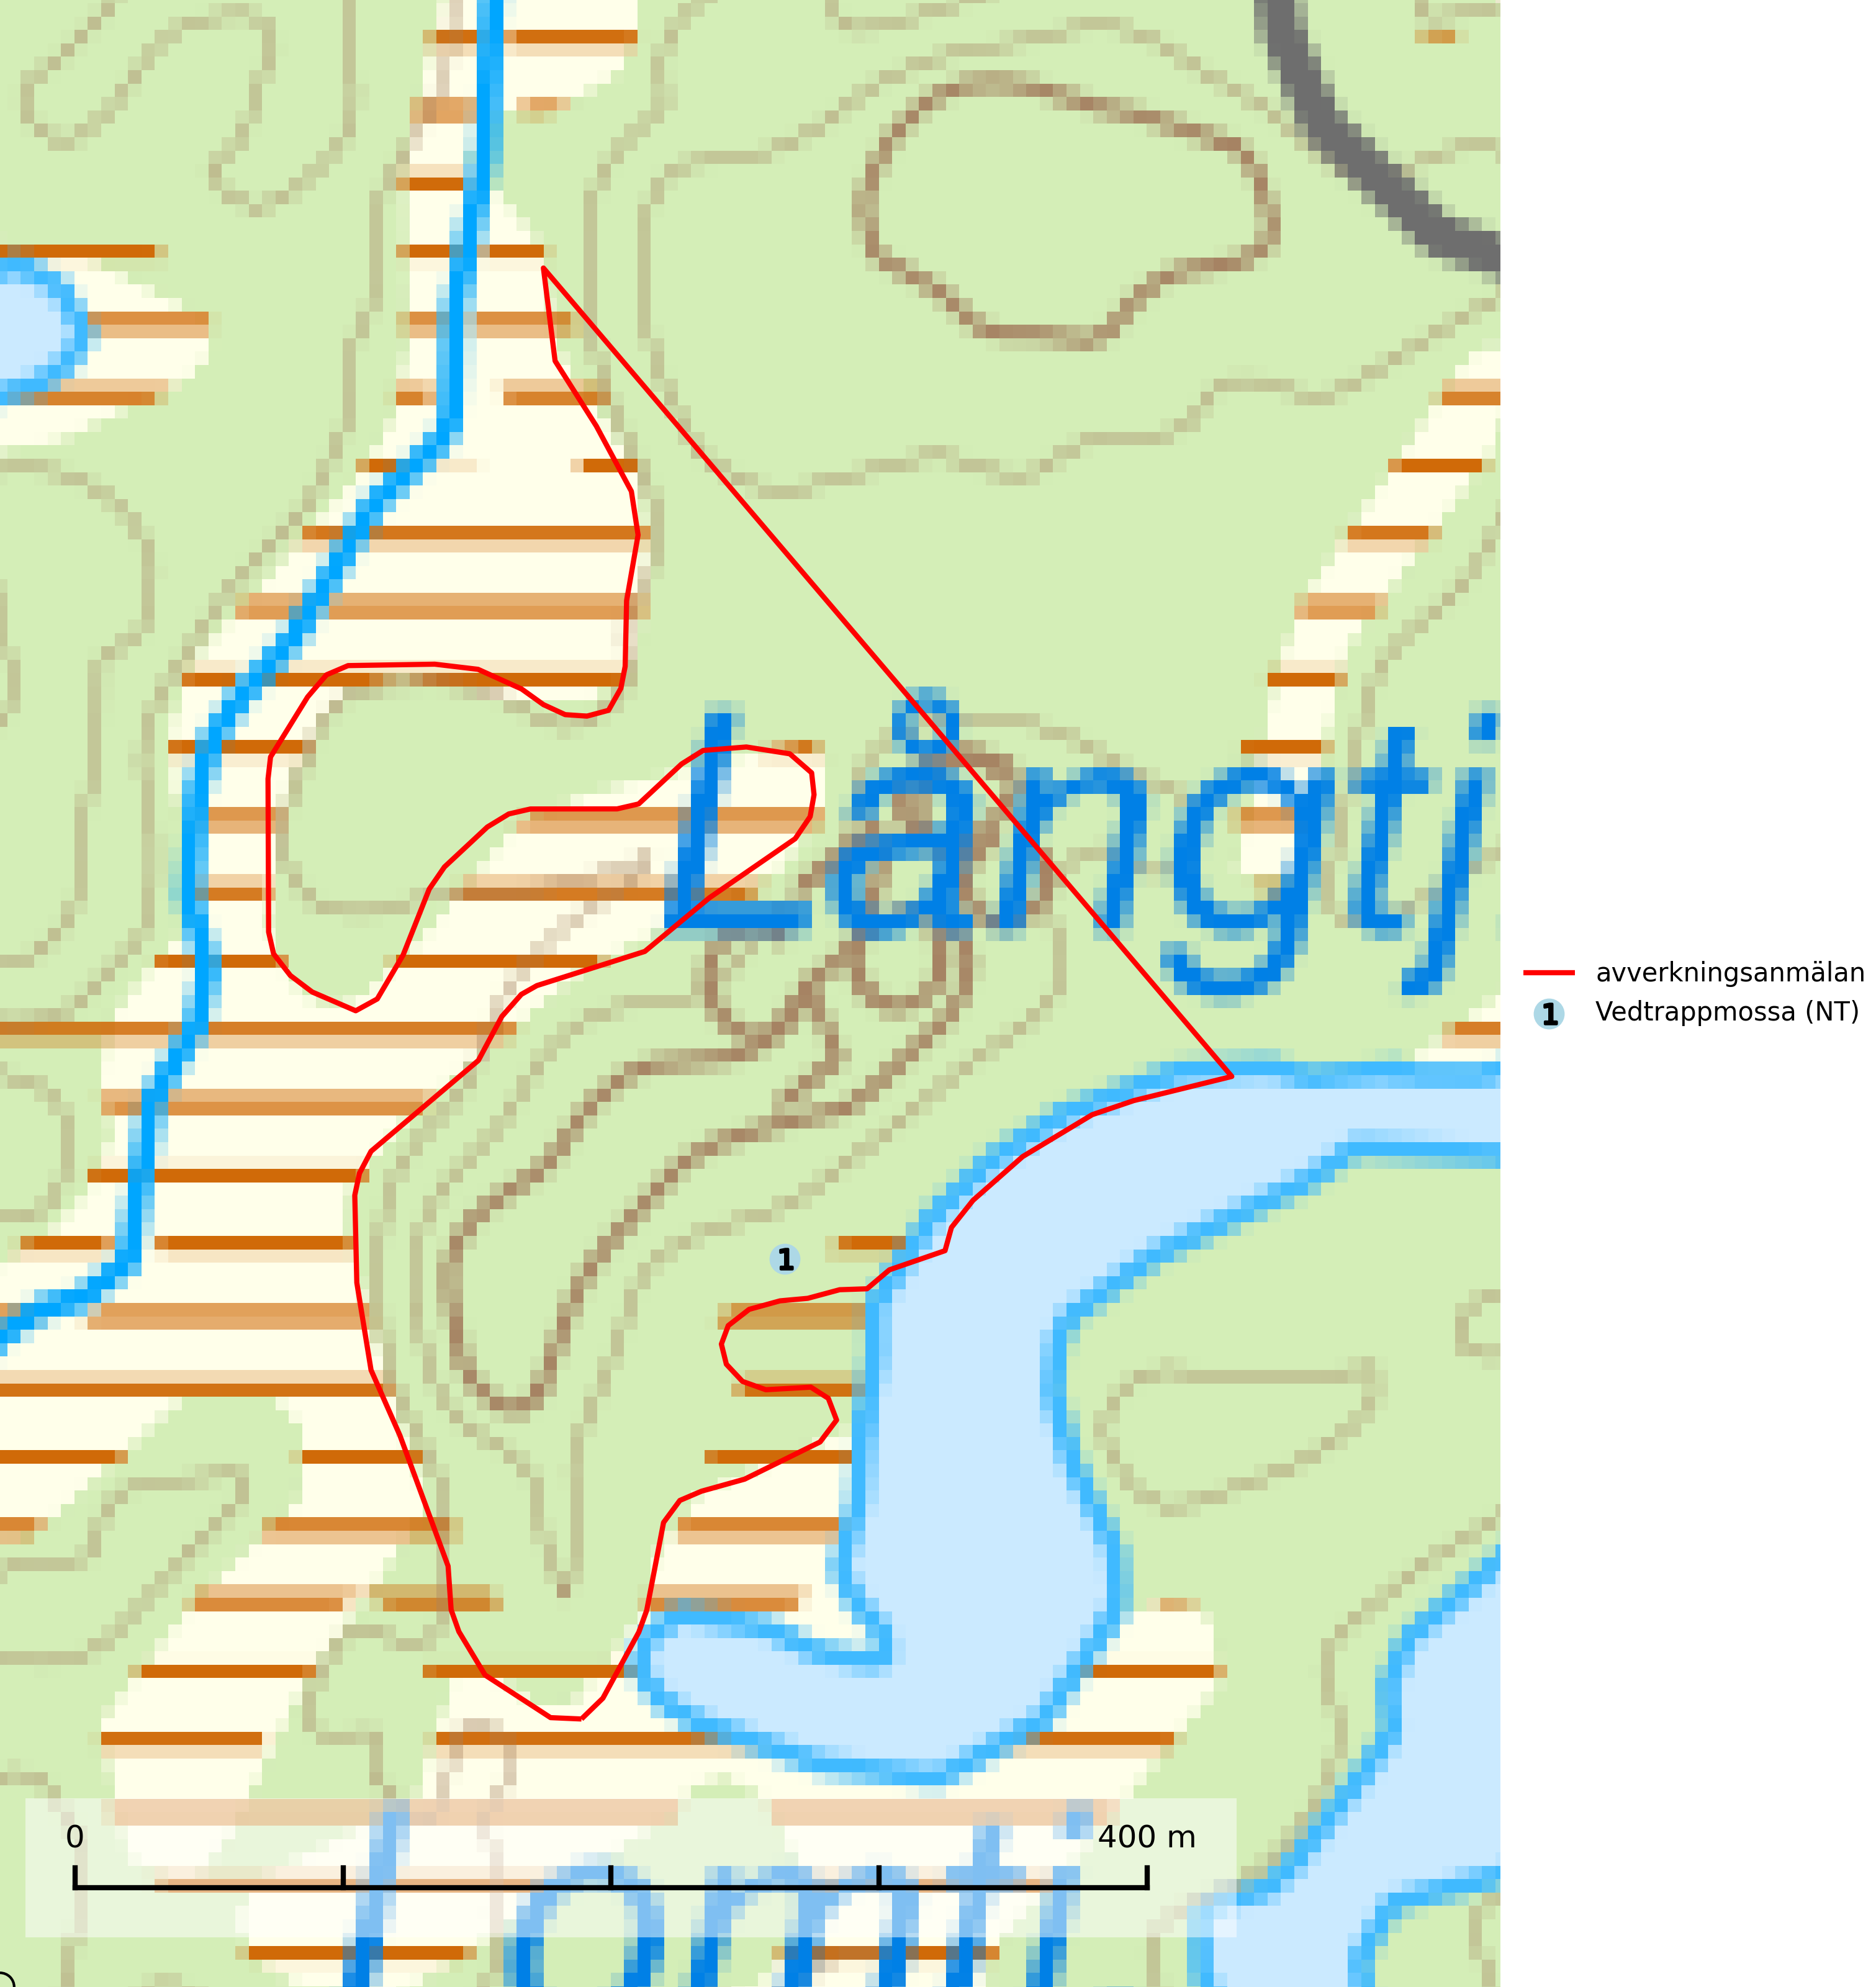 Långtj
1
avverkningsanmälan
1 Vedtrappmossa (NT)
0 400 m